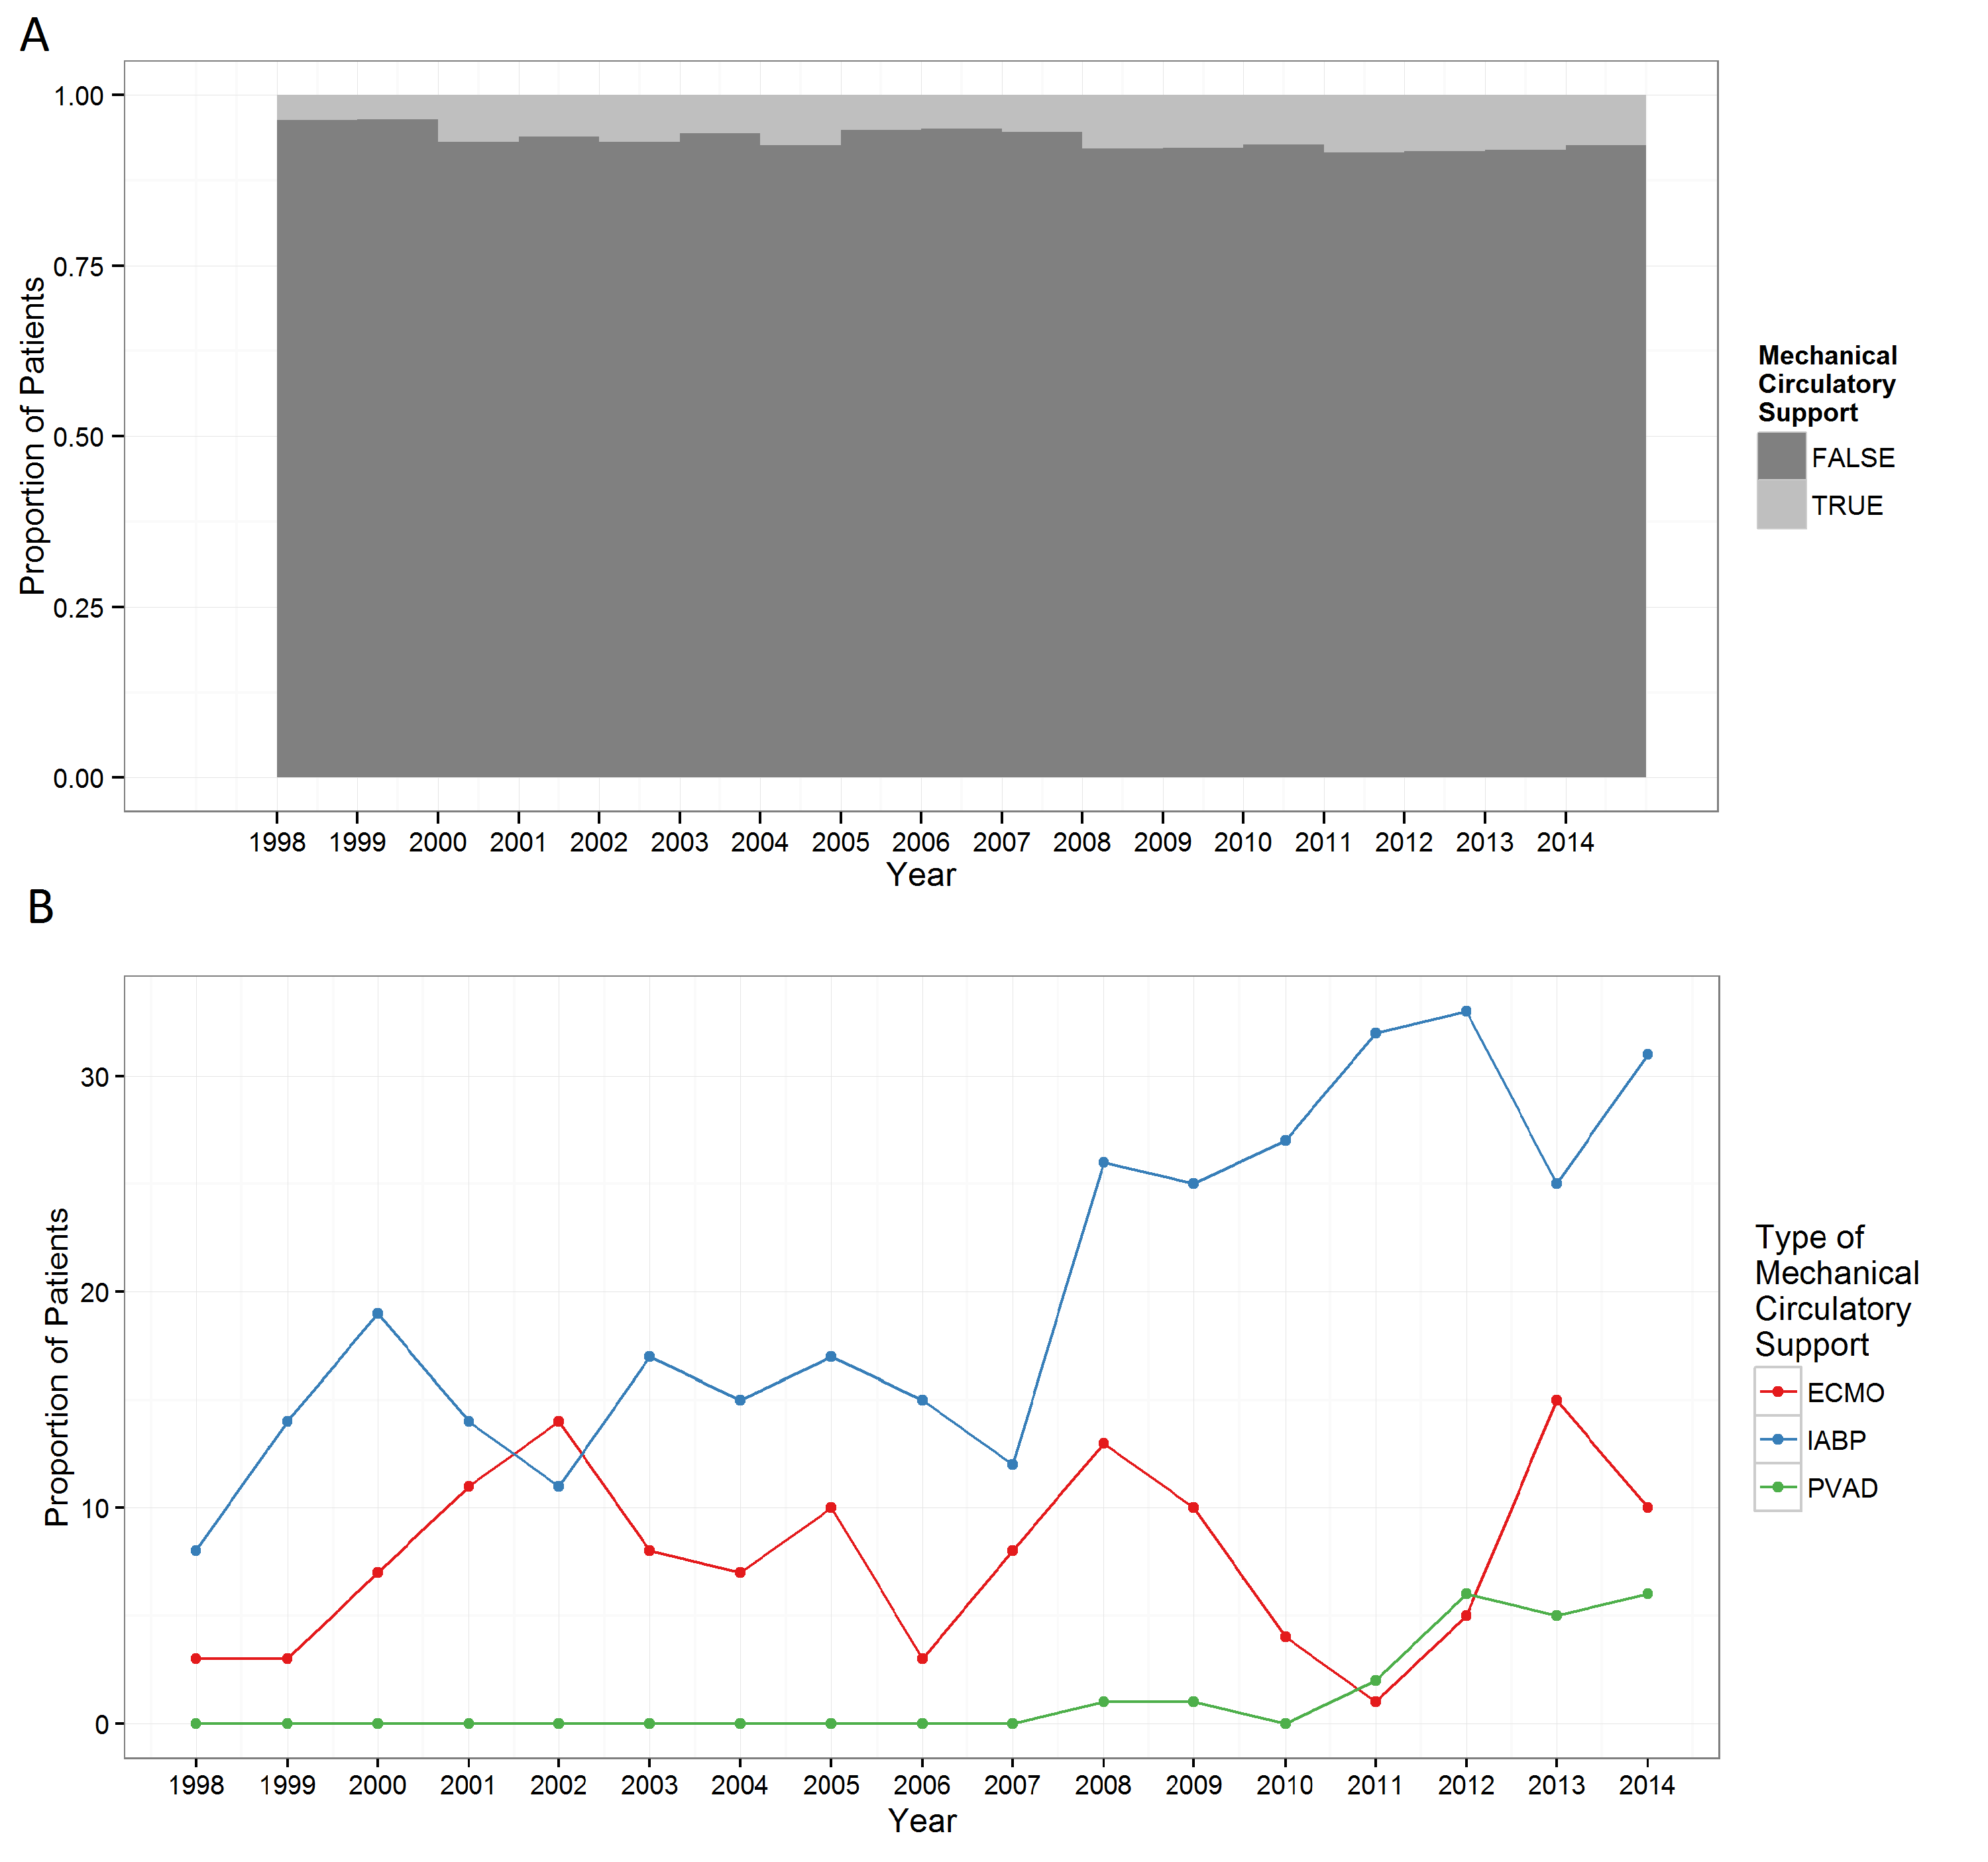 A
1.00
0.75
0.50
0.25
0.00
Proportion of Patients
1998 1999 2000 2001 2002 2003 2004 2005 2006 2007 2008 2009 2010 2011 2012 2013 2014
Year
Mechanical
Circulatory
Support
FALSE
TRUE
B
30
20
10
0
Proportion of Patients
1998 1999 2000 2001 2002 2003 2004 2005 2006 2007 2008 2009 2010 2011 2012 2013 2014
Year
Type of
Mechanical
Circulatory
Support
ECMO
IABP
PVAD